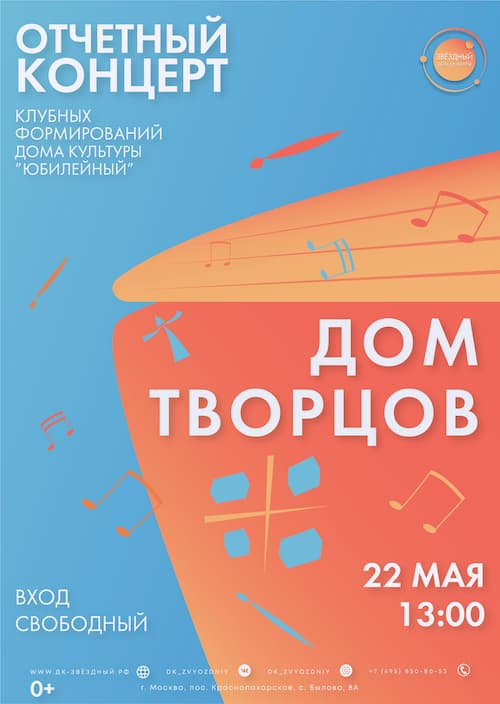 ОТЧЕТНЫЙ
КОНЦЕРТ
КЛУБНЫХ
ФОРМИРОВАНИЙ
ДОМА КУЛЬТУРЫ
"ЮБИЛЕЙНЫЙ"
ЗВЁЗДНЫЙ
ДОМ
ТВОРЦОВ
22 МАЯ
13:00
ВХОД
СВОБОДНЫЙ
WWW.ДК-ЗВЁЗДНЫЙ.РФ DK_ZVYOZDNIY DK_ZVYOZDNIY +7 (495) 850-80-53
0+ г. Москва, пос. Краснопахорское, с. Былово, 8А